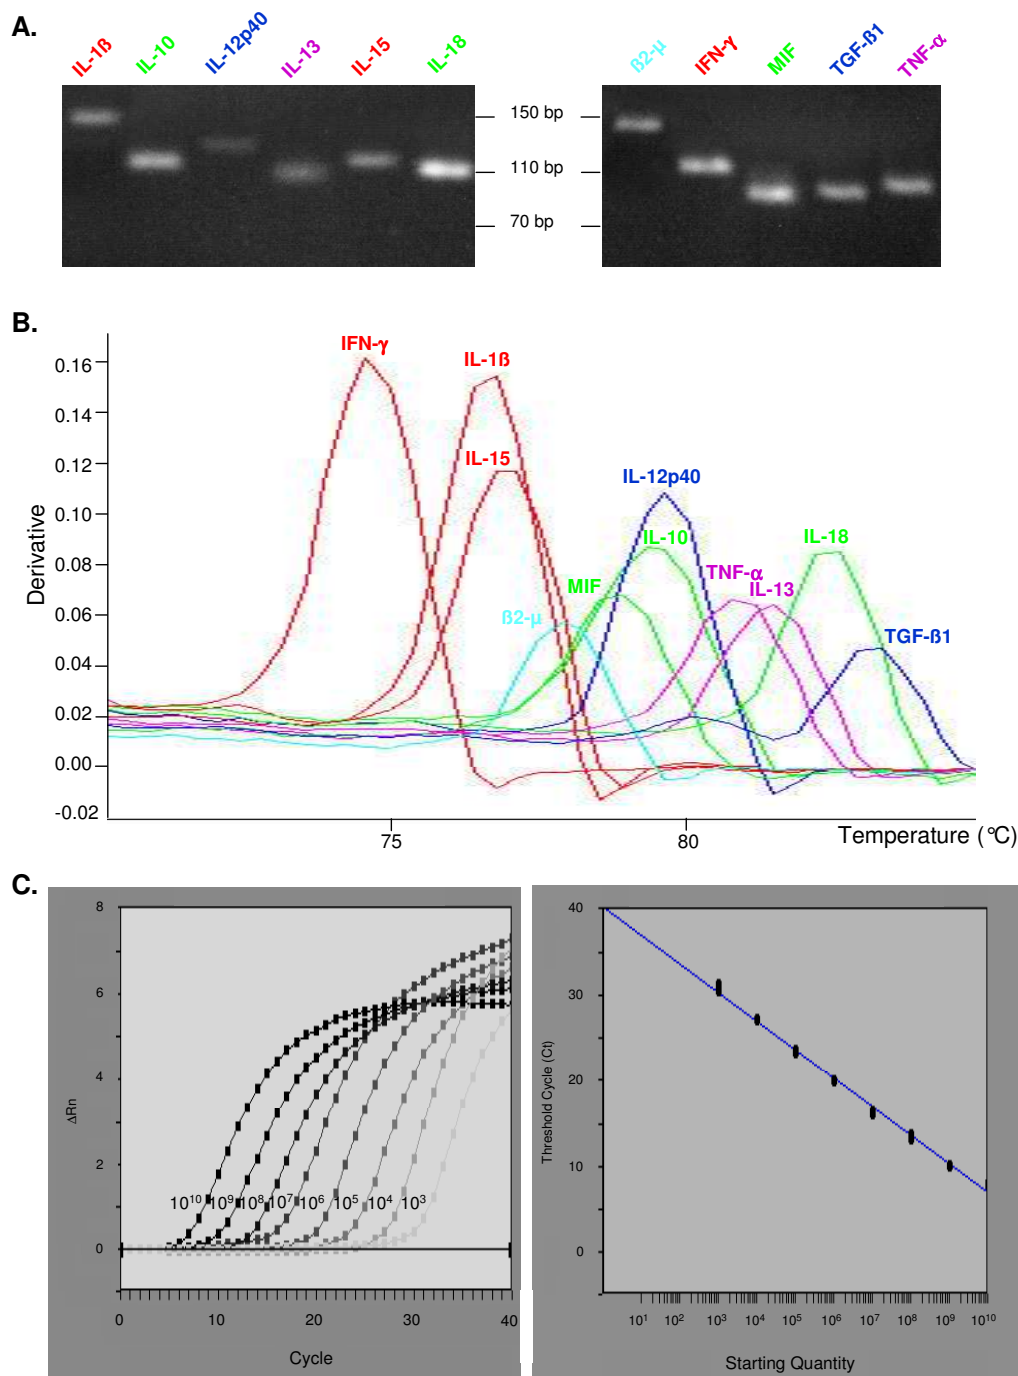 A.
IL-1ß IL-10 IL-12p40 IL-13 IL-15 IL-18 ß2-µ IFN-γ MIF TGF-ß1 TNF-α
150 bp
110 bp
70 bp
B.
IFN-γ
IL-1ß
IL-15
IL-12p40
IL-10
IL-18
TNF-α
IL-13
MIF
ß2-µ
TGF-ß1
0.16
0.14
0.12
0.10
0.08
0.06
0.04
0.02
0.00
-0.02
Derivative
75 80
Temperature (°C)
C.
8
6
4
2
0
ΔRn
10¹⁰ 10⁹ 10⁸ 10⁷ 10⁶ 10⁵ 10⁴ 10³
0 10 20 30 40
Cycle
40
30
20
10
0
Threshold Cycle (Ct)
10¹ 10² 10³ 10⁴ 10⁵ 10⁶ 10⁷ 10⁸ 10⁹ 10¹⁰
Starting Quantity